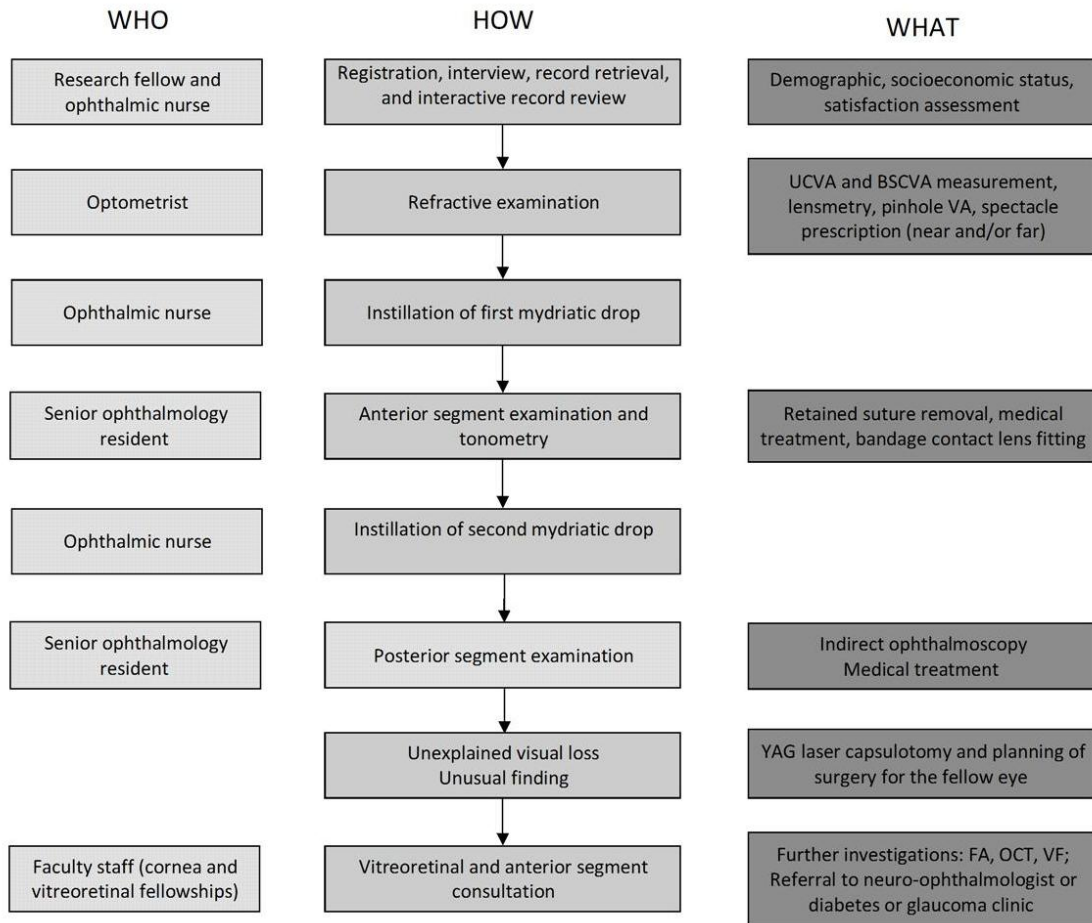 WHO
HOW
WHAT
Research fellow and
ophthalmic nurse
Registration, interview, record retrieval,
and interactive record review
Demographic, socioeconomic status,
satisfaction assessment
Optometrist
Refractive examination
UCVA and BSCVA measurement,
lensmetry, pinhole VA, spectacle
prescription (near and/or far)
Ophthalmic nurse
Instillation of first mydriatic drop
Senior ophthalmology
resident
Anterior segment examination and
tonometry
Retained suture removal, medical
treatment, bandage contact lens fitting
Ophthalmic nurse
Instillation of second mydriatic drop
Senior ophthalmology
resident
Posterior segment examination
Indirect ophthalmoscopy
Medical treatment
Unexplained visual loss
Unusual finding
YAG laser capsulotomy and planning of
surgery for the fellow eye
Faculty staff (cornea and
vitreoretinal fellowships)
Vitreoretinal and anterior segment
consultation
Further investigations: FA, OCT, VF;
Referral to neuro-ophthalmologist or
diabetes or glaucoma clinic